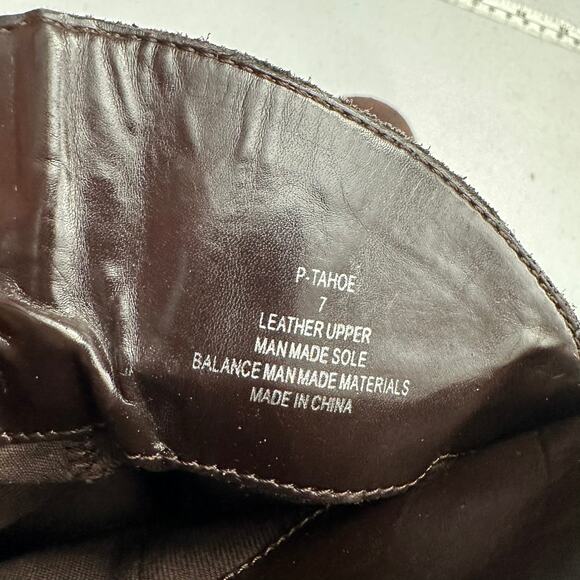 P-TAHOE
7
LEATHER UPPER
MAN MADE SOLE
BALANCE MAN MADE MATERIALS
MADE IN CHINA